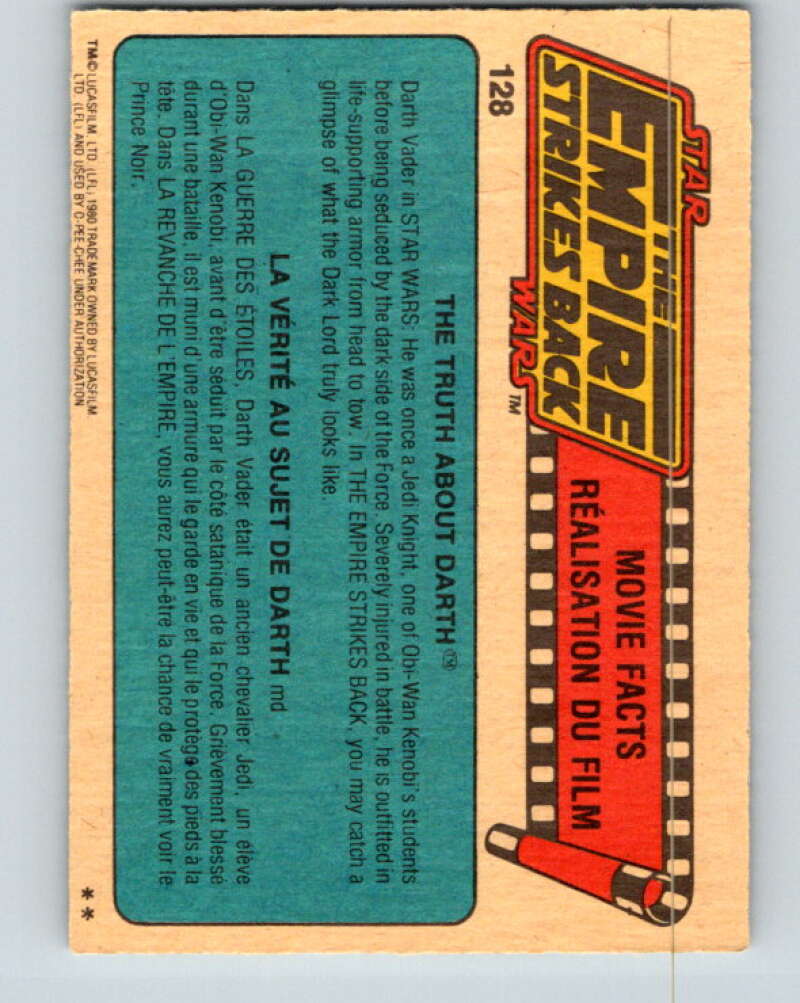 STAR
THE
EMPIRE
STRIKES BACK
WARS™
128
MOVIE FACTS
RÉALISATION DU FILM
THE TRUTH ABOUT DARTH™
Darth Vader in STAR WARS: He was once a Jedi Knight, one of Obi-Wan Kenobi's students
before being seduced by the dark side of the Force. Severely injured in battle, he is outfitted in
life-supporting armor from head to tow. In THE EMPIRE STRIKES BACK, you may catch a
glimpse of what the Dark Lord truly looks like.
LA VÉRITÉ AU SUJET DE DARTH md
Dans LA GUERRE DES ÉTOILES, Darth Vader était un ancien chevalier Jedi, un élève
d'Obi-Wan Kenobi, avant d'être seduit par le côté satanique de la Force. Grièvement blessé
durant une bataille, il est muni d'une armure qui le garde en vie et qui le protège des pieds à la
tête. Dans LA REVANCHE DE L'EMPIRE, vous aurez peut-être la chance de vraiment voir le
Prince Noir.
TM© LUCASFILM, LTD. (LFL) 1980 TRADEMARK OWNED BY LUCASFILM,
LTD. (LFL) AND USED BY O-PEE-CHEE UNDER AUTHORIZATION
**